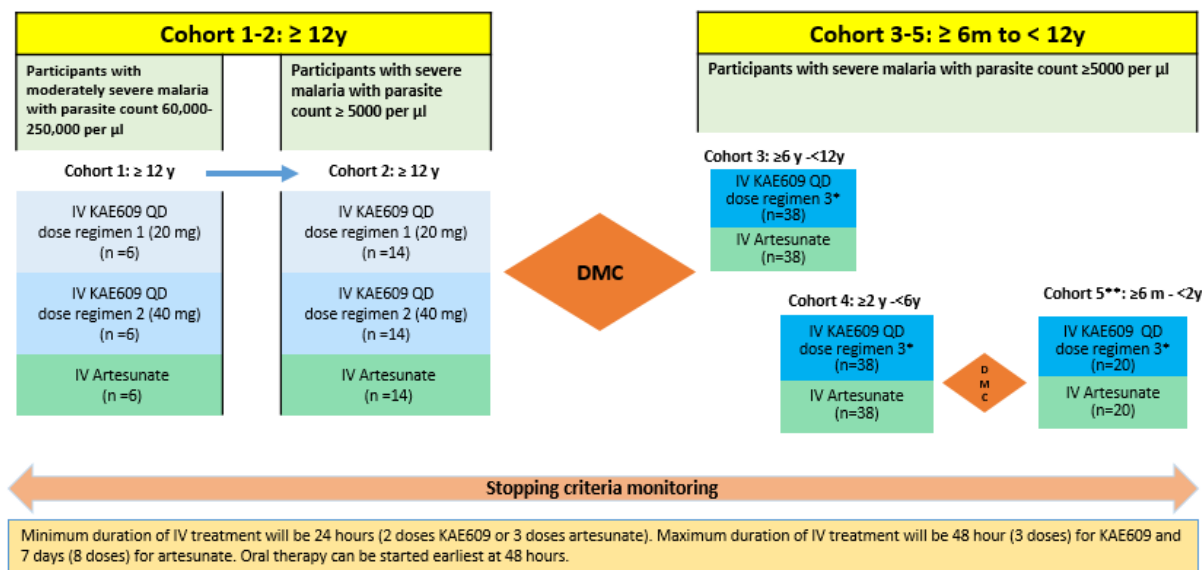 Cohort 1-2: ≥ 12y
Participants with
moderately severe malaria
with parasite count 60,000-
250,000 per µl
Participants with severe
malaria with parasite
count ≥ 5000 per µl
Cohort 1: ≥ 12 y
Cohort 2: ≥ 12 y
IV KAE609 QD
dose regimen 1 (20 mg)
(n =6)
IV KAE609 QD
dose regimen 1 (20 mg)
(n =14)
IV KAE609 QD
dose regimen 2 (40 mg)
(n =6)
IV KAE609 QD
dose regimen 2 (40 mg)
(n =14)
IV Artesunate
(n =6)
IV Artesunate
(n =14)
DMC
Cohort 3-5: ≥ 6m to < 12y
Participants with severe malaria with parasite count ≥5000 per µl
Cohort 3: ≥6 y -<12y
IV KAE609 QD
dose regimen 3*
(n=38)
IV Artesunate
(n=38)
Cohort 4: ≥2 y -<6y
IV KAE609 QD
dose regimen 3*
(n=38)
IV Artesunate
(n=38)
D
M
C
Cohort 5**: ≥6 m - <2y
IV KAE609 QD
dose regimen 3*
(n=20)
IV Artesunate
(n=20)
Stopping criteria monitoring
Minimum duration of IV treatment will be 24 hours (2 doses KAE609 or 3 doses artesunate). Maximum duration of IV treatment will be 48 hour (3 doses) for KAE609 and
7 days (8 doses) for artesunate. Oral therapy can be started earliest at 48 hours.